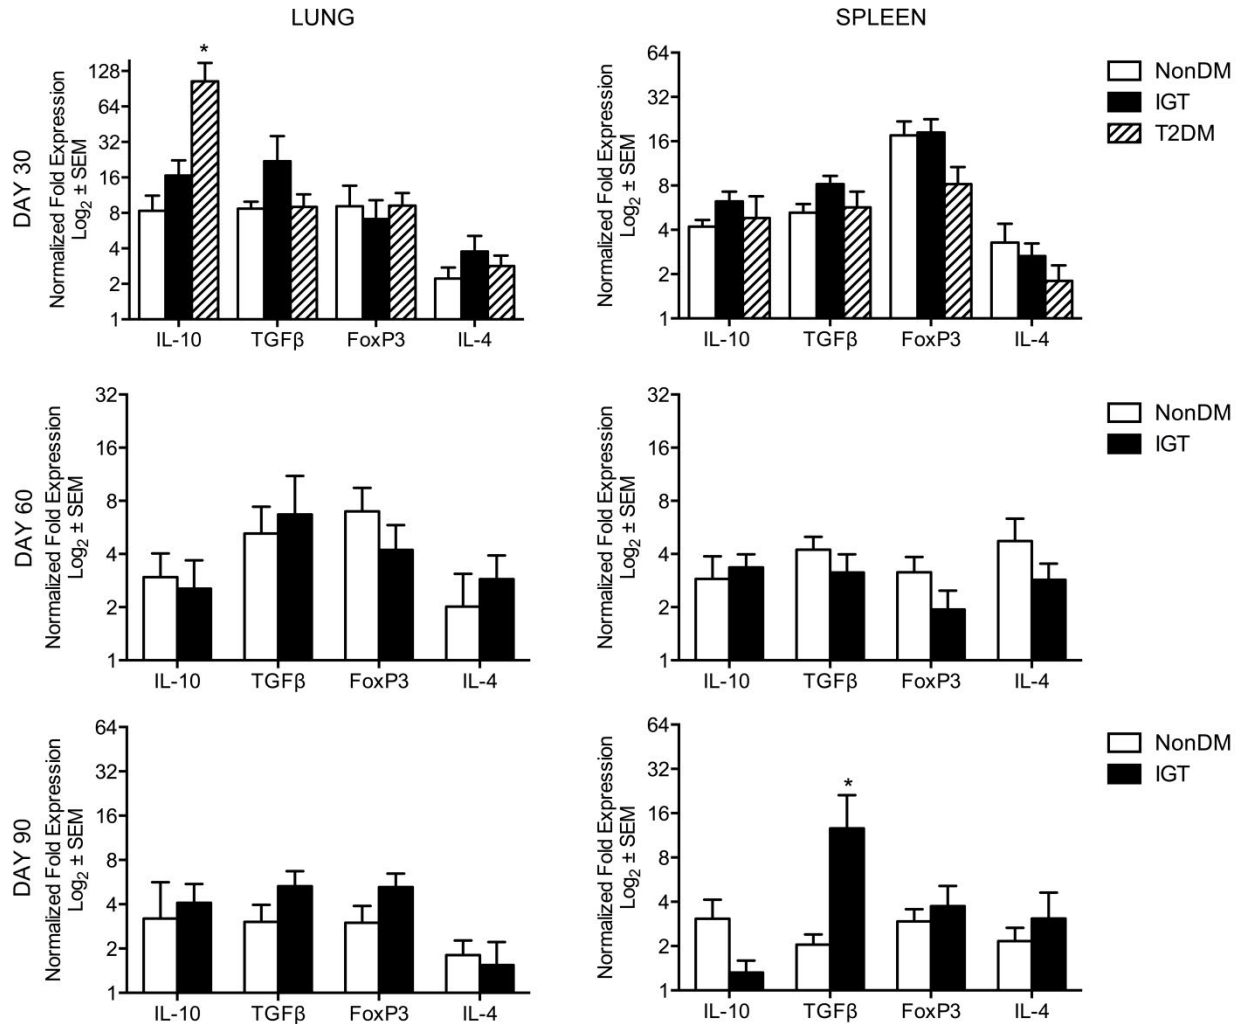 LUNG
SPLEEN
DAY 30
Normalized Fold Expression
Log2 ± SEM
128
64
32
16
8
4
2
1
*
IL-10 TGFβ FoxP3 IL-4
Normalized Fold Expression
Log2 ± SEM
64
32
16
8
4
2
1
IL-10 TGFβ FoxP3 IL-4
NonDM
IGT
T2DM
DAY 60
Normalized Fold Expression
Log2 ± SEM
32
16
8
4
2
1
IL-10 TGFβ FoxP3 IL-4
Normalized Fold Expression
Log2 ± SEM
32
16
8
4
2
1
IL-10 TGFβ FoxP3 IL-4
NonDM
IGT
DAY 90
Normalized Fold Expression
Log2 ± SEM
64
32
16
8
4
2
1
IL-10 TGFβ FoxP3 IL-4
Normalized Fold Expression
Log2 ± SEM
64
32
16
8
4
2
1
*
IL-10 TGFβ FoxP3 IL-4
NonDM
IGT